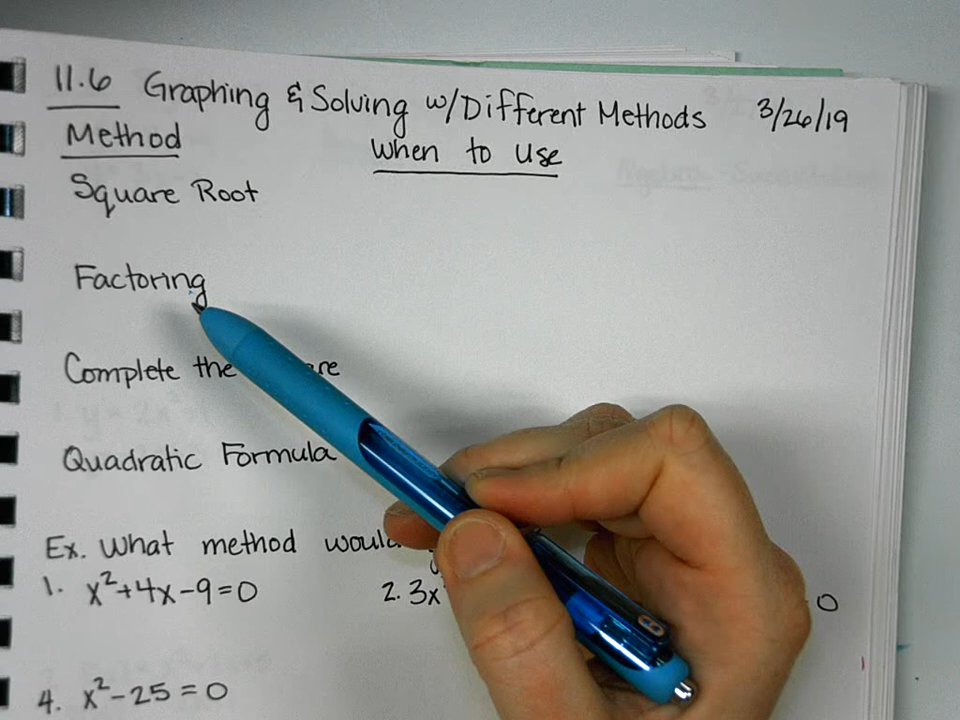 11.6 Graphing & Solving w/Different Methods 3/26/19
Method When to Use
Square Root
Factoring
Complete the
Quadratic Formula
Ex. What method would
1. x²+4x-9=0 2. 3x 0
4. x²-25=0